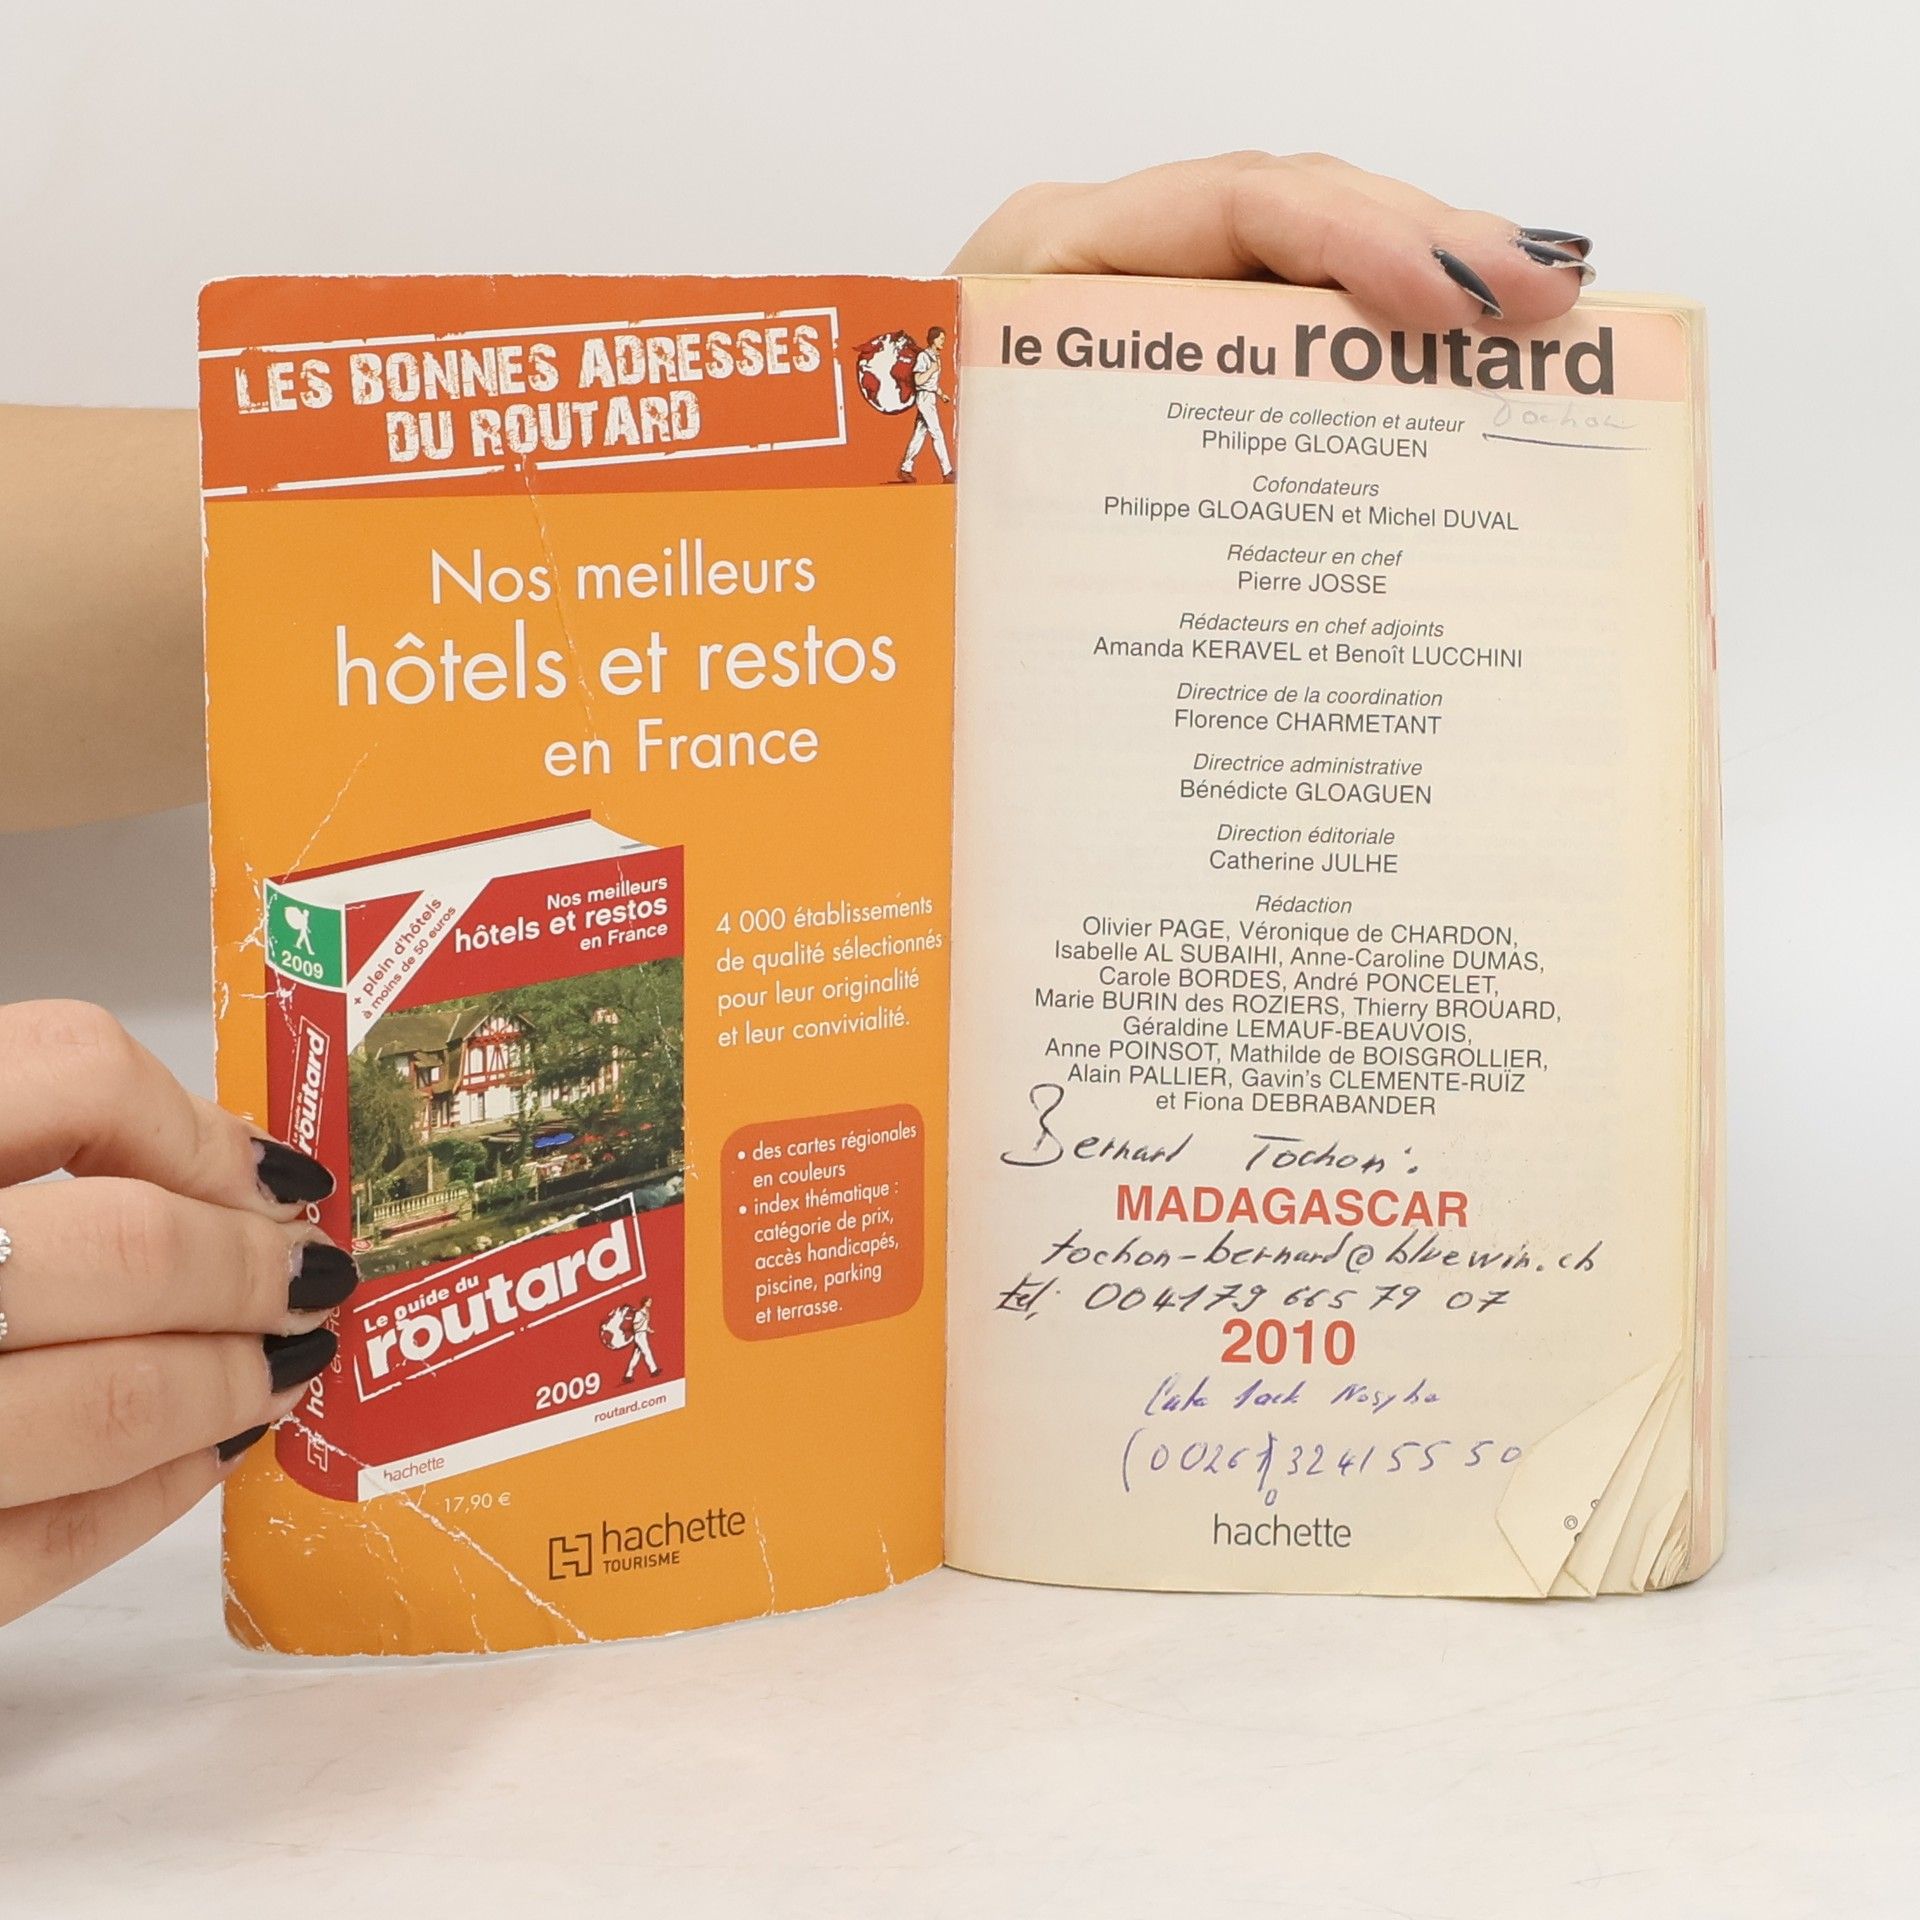 LES BONNES ADRESSES
DU ROUTARD
Nos meilleurs
hôtels et restos
en France
2009
+ plein d'hôtels
à moins de 50 euros
Nos meilleurs
hôtels et restos
en France
routard
Le guide du
routard
2009
routard.com
hachette
17,90 €
4 000 établissements
de qualité sélectionnés
pour leur originalité
et leur convivialité.
• des cartes régionales
en couleurs
• index thématique :
catégorie de prix,
accès handicapés,
piscine, parking
et terrasse.
hachette
TOURISME
le Guide du routard
Tochon
Directeur de collection et auteur
Philippe GLOAGUEN
Cofondateurs
Philippe GLOAGUEN et Michel DUVAL
Rédacteur en chef
Pierre JOSSE
Rédacteurs en chef adjoints
Amanda KERAVEL et Benoît LUCCHINI
Directrice de la coordination
Florence CHARMETANT
Directrice administrative
Bénédicte GLOAGUEN
Direction éditoriale
Catherine JULHE
Rédaction
Olivier PAGE, Véronique de CHARDON,
Isabelle AL SUBAIHI, Anne-Caroline DUMAS,
Carole BORDES, André PONCELET,
Marie BURIN des ROZIERS, Thierry BROUARD,
Géraldine LEMAUF-BEAUVOIS,
Anne POINSOT, Mathilde de BOISGROLLIER,
Alain PALLIER, Gavin's CLEMENTE-RUÏZ
et Fiona DEBRABANDER
Bernard Tochon:
MADAGASCAR
tochon-bernard@bluewin.ch
tel: 004179 665 79 07
2010
Nosybe
32 41 55 50
hachette